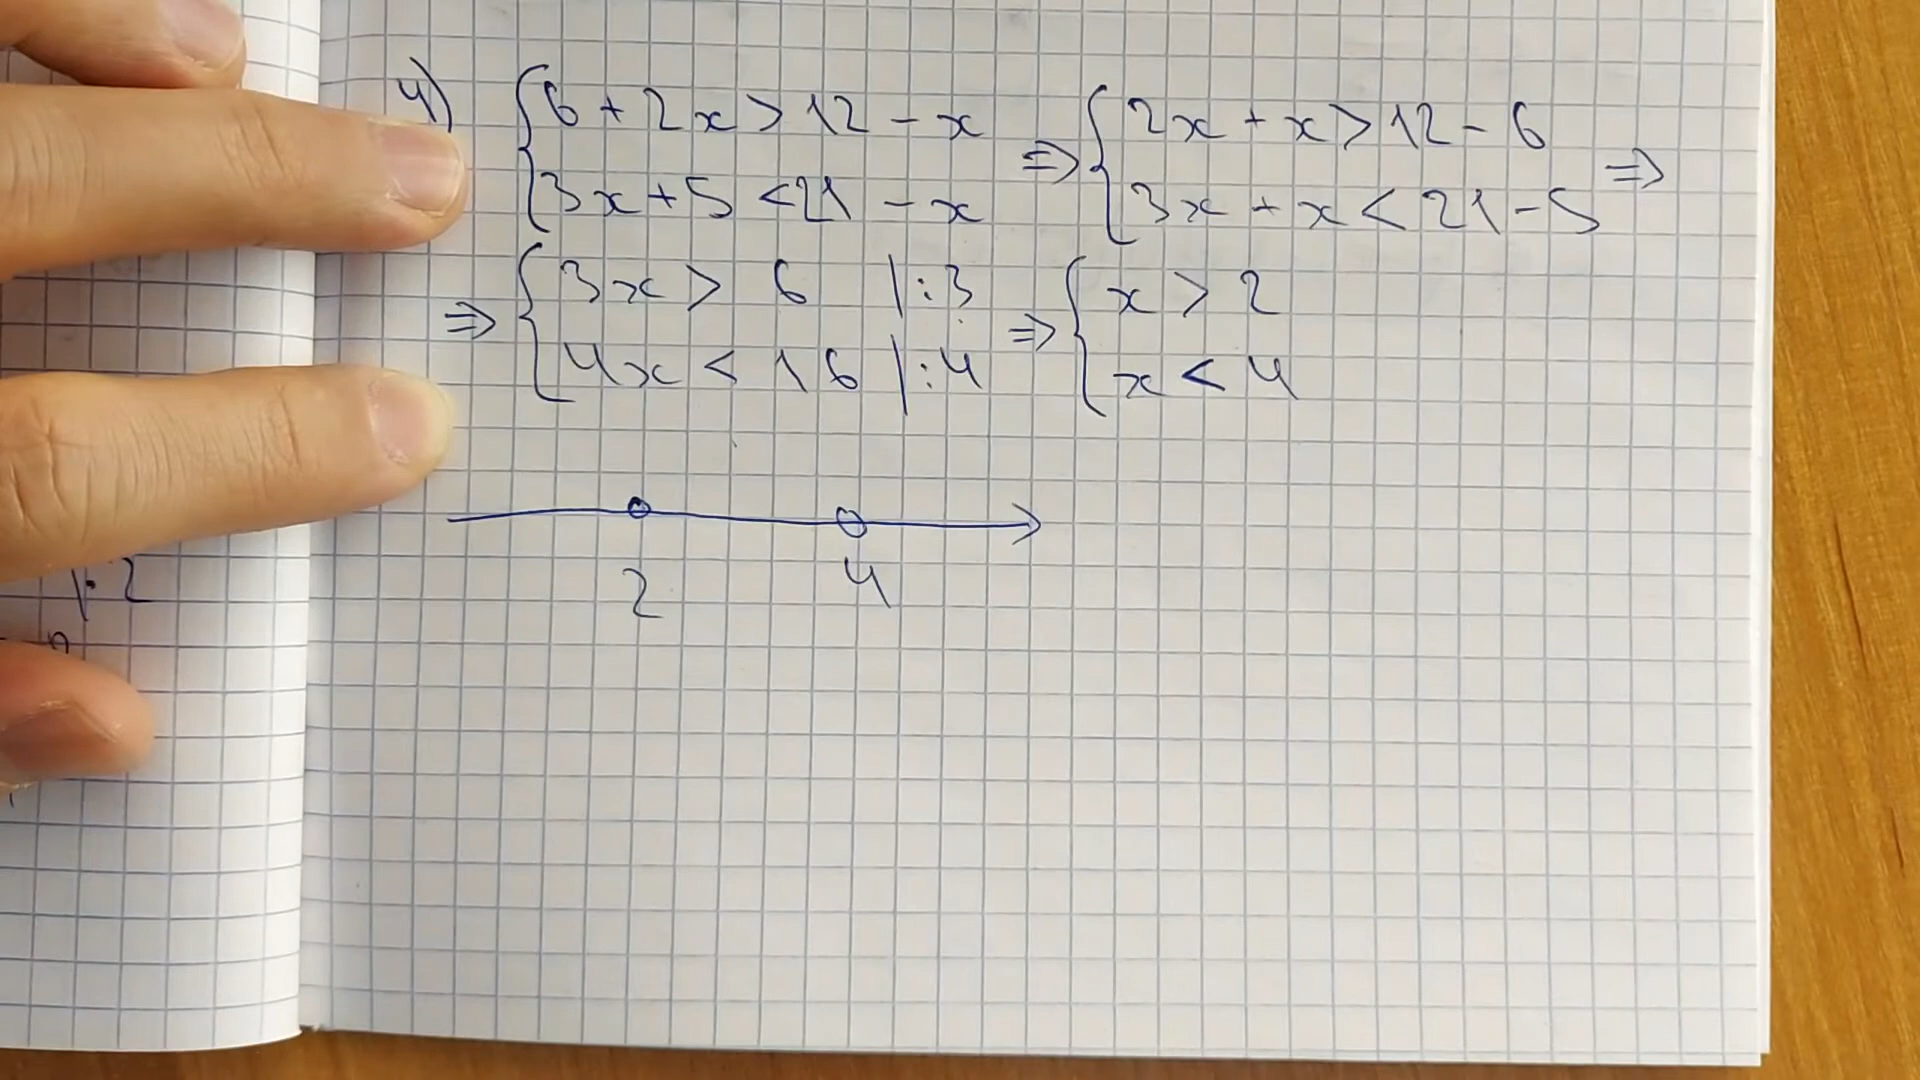 4) { 6 + 2x > 12 - x ⇒ { 2x + x > 12 - 6
3x + 5 < 21 - x 3x + x < 21 - 5 ⇒
⇒ { 3x > 6 |:3 ⇒ { x > 2
4x < 16 |:4 x < 4
2 4
|:2